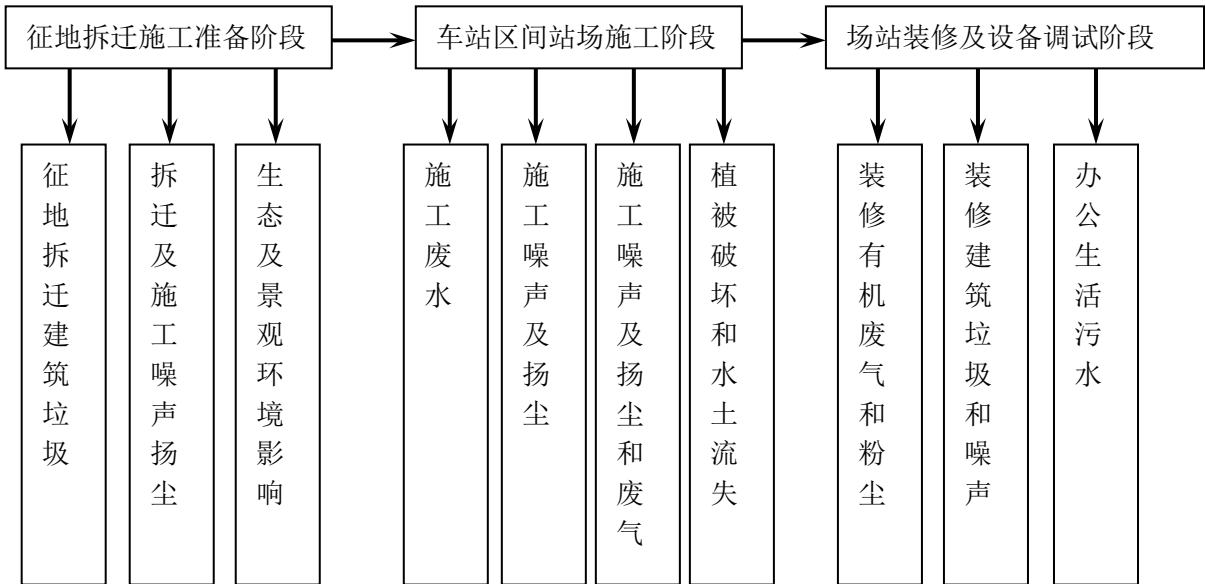 征地拆迁施工准备阶段
车站区间站场施工阶段
场站装修及设备调试阶段
征地拆迁建筑垃圾
拆迁及施工噪声扬尘
生态及景观环境影响
施工废水
施工噪声及扬尘
施工噪声及扬尘和废气
植被破坏和水土流失
装修有机废气和粉尘
装修建筑垃圾和噪声
办公生活污水